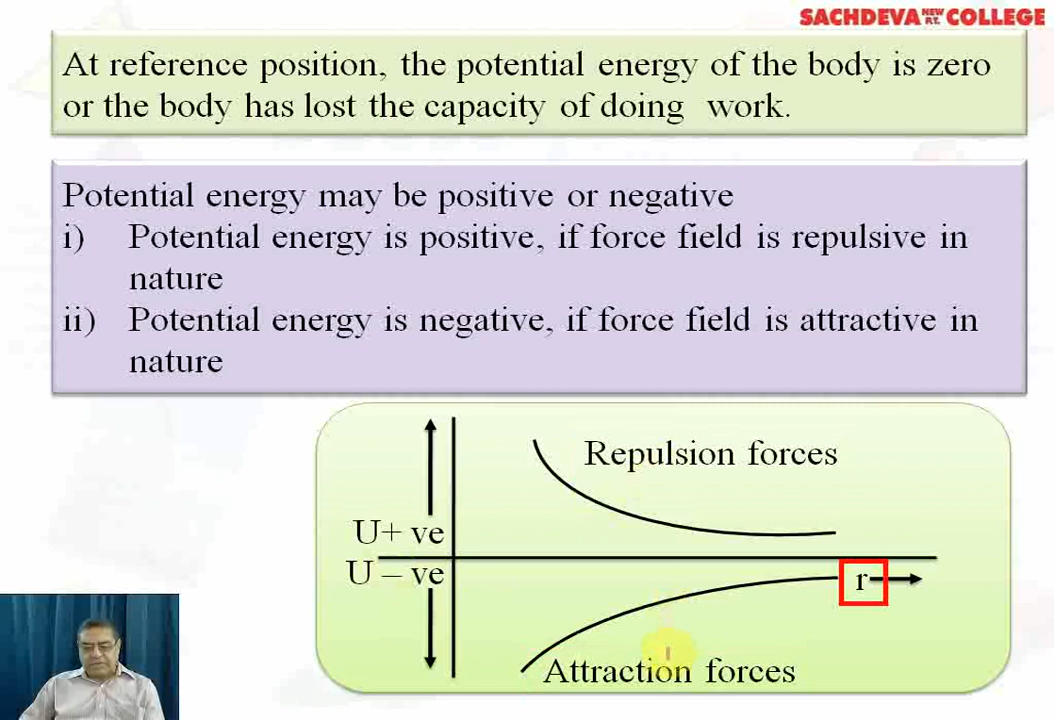 SACHDEVA NEW P.T. COLLEGE
At reference position, the potential energy of the body is zero
or the body has lost the capacity of doing work.
Potential energy may be positive or negative
i) Potential energy is positive, if force field is repulsive in
nature
ii) Potential energy is negative, if force field is attractive in
nature
Repulsion forces
U+ ve
U – ve
r
Attraction forces